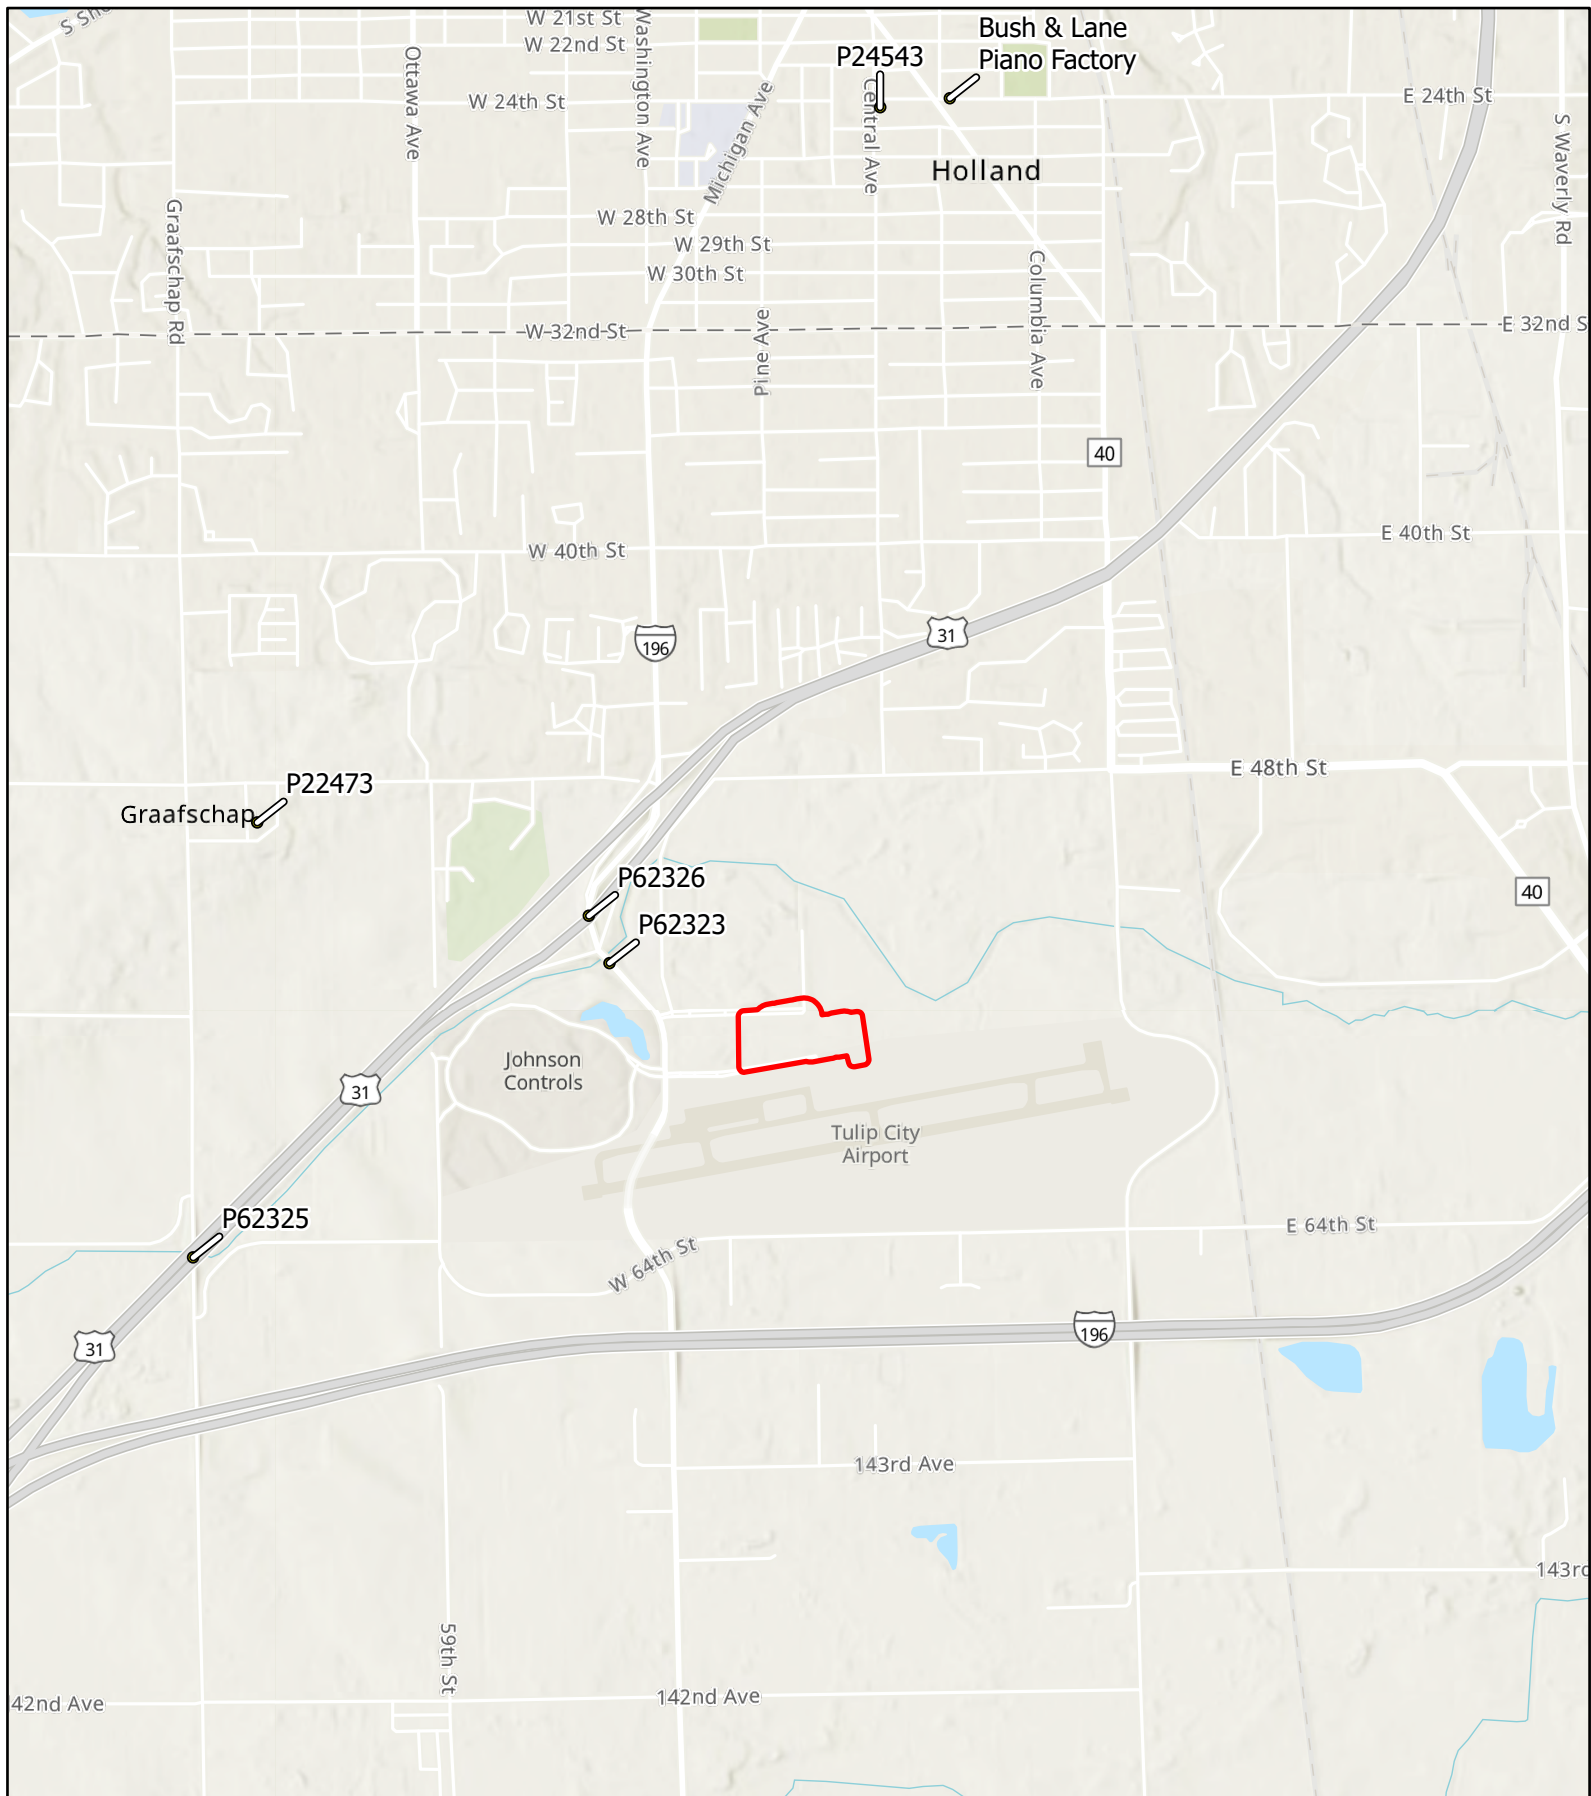 S Sho
W 21st St
W 22nd St
Washington Ave
Ottawa Ave
P24543
Bush & Lane
Piano Factory
W 24th St
Michigan Ave
Central Ave
E 24th St
S Waverly Rd
Holland
Graafschap Rd
W 28th St
W 29th St
W 30th St
Columbia Ave
W 32nd St
E 32nd S
Pine Ave
40
W 40th St
E 40th St
196
31
P22473
Graafschap
E 48th St
P62326
40
P62323
Johnson
Controls
31
Tulip City
Airport
P62325
E 64th St
W 64th St
196
31
143rd Ave
143rd
59th St
42nd Ave
142nd Ave